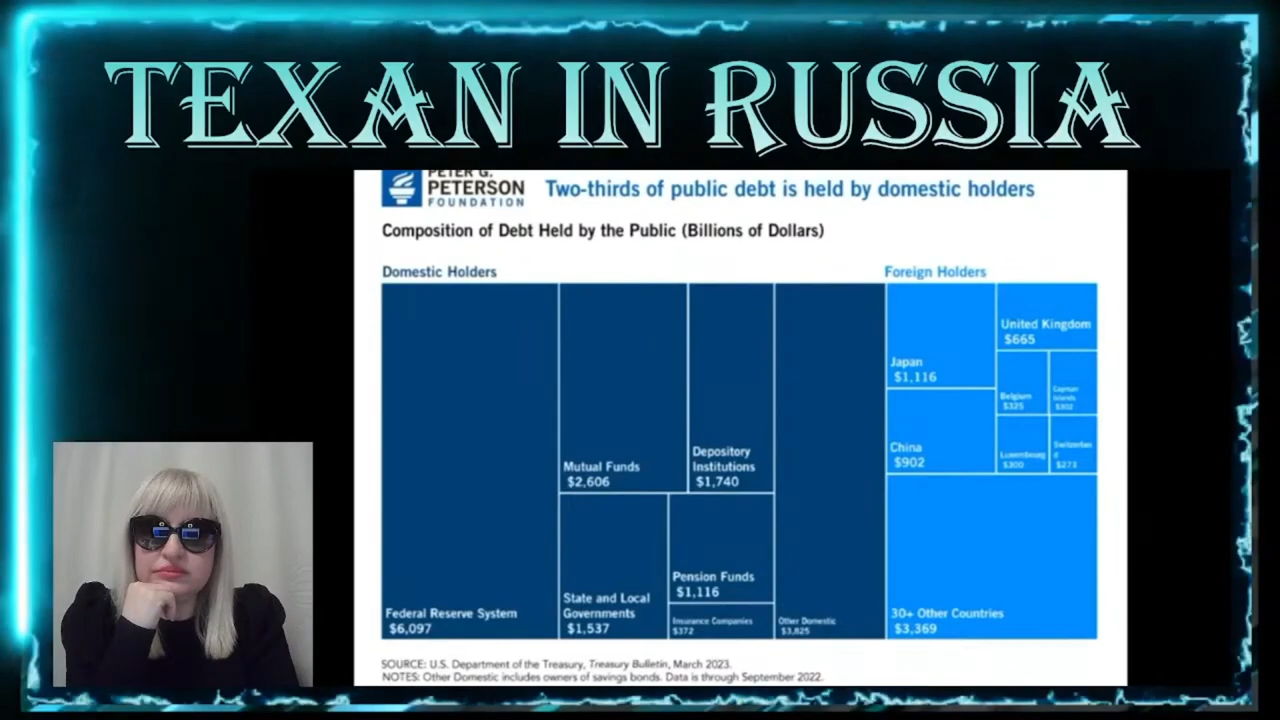 TEXAN IN RUSSIA
PETER G.
PETERSON
FOUNDATION
Two-thirds of public debt is held by domestic holders
Composition of Debt Held by the Public (Billions of Dollars)
Domestic Holders
Foreign Holders
Federal Reserve System
$6,097
Mutual Funds
$2,606
Depository
Institutions
$1,740
State and Local
Governments
$1,537
Pension Funds
$1,116
Insurance Companies
$372
Other Domestic
$3,825
Japan
$1,116
United Kingdom
$665
Belgium
$325
Cayman
Islands
$302
China
$902
Luxembourg
$300
Switzerlan
d
$273
30+ Other Countries
$3,369
SOURCE: U.S. Department of the Treasury, Treasury Bulletin, March 2023.
NOTES: Other Domestic includes owners of savings bonds. Data is through September 2022.